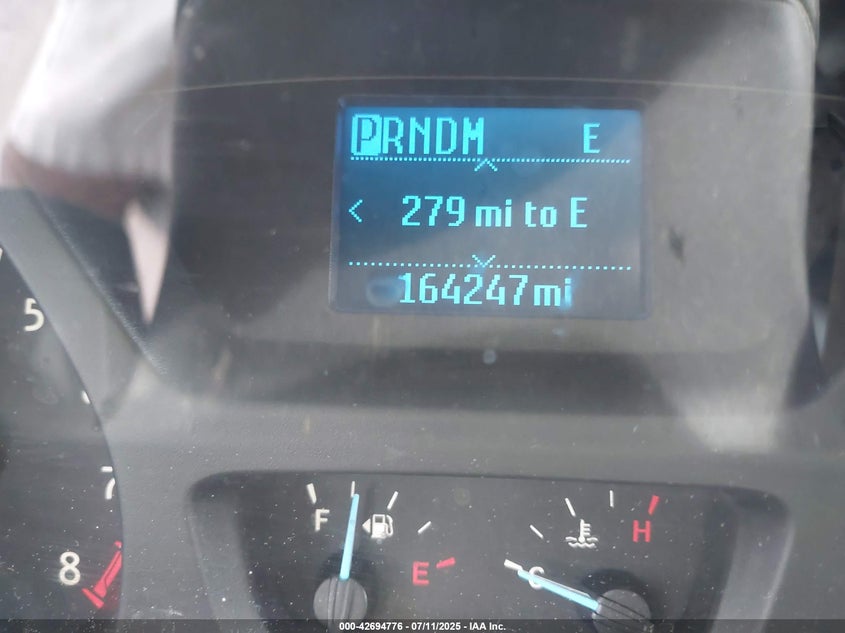 PRNDM E
< 279 mi to E
164247mi
5
7
8
F
E
C
H
000-42694776 - 07/11/2025 - IAA Inc.